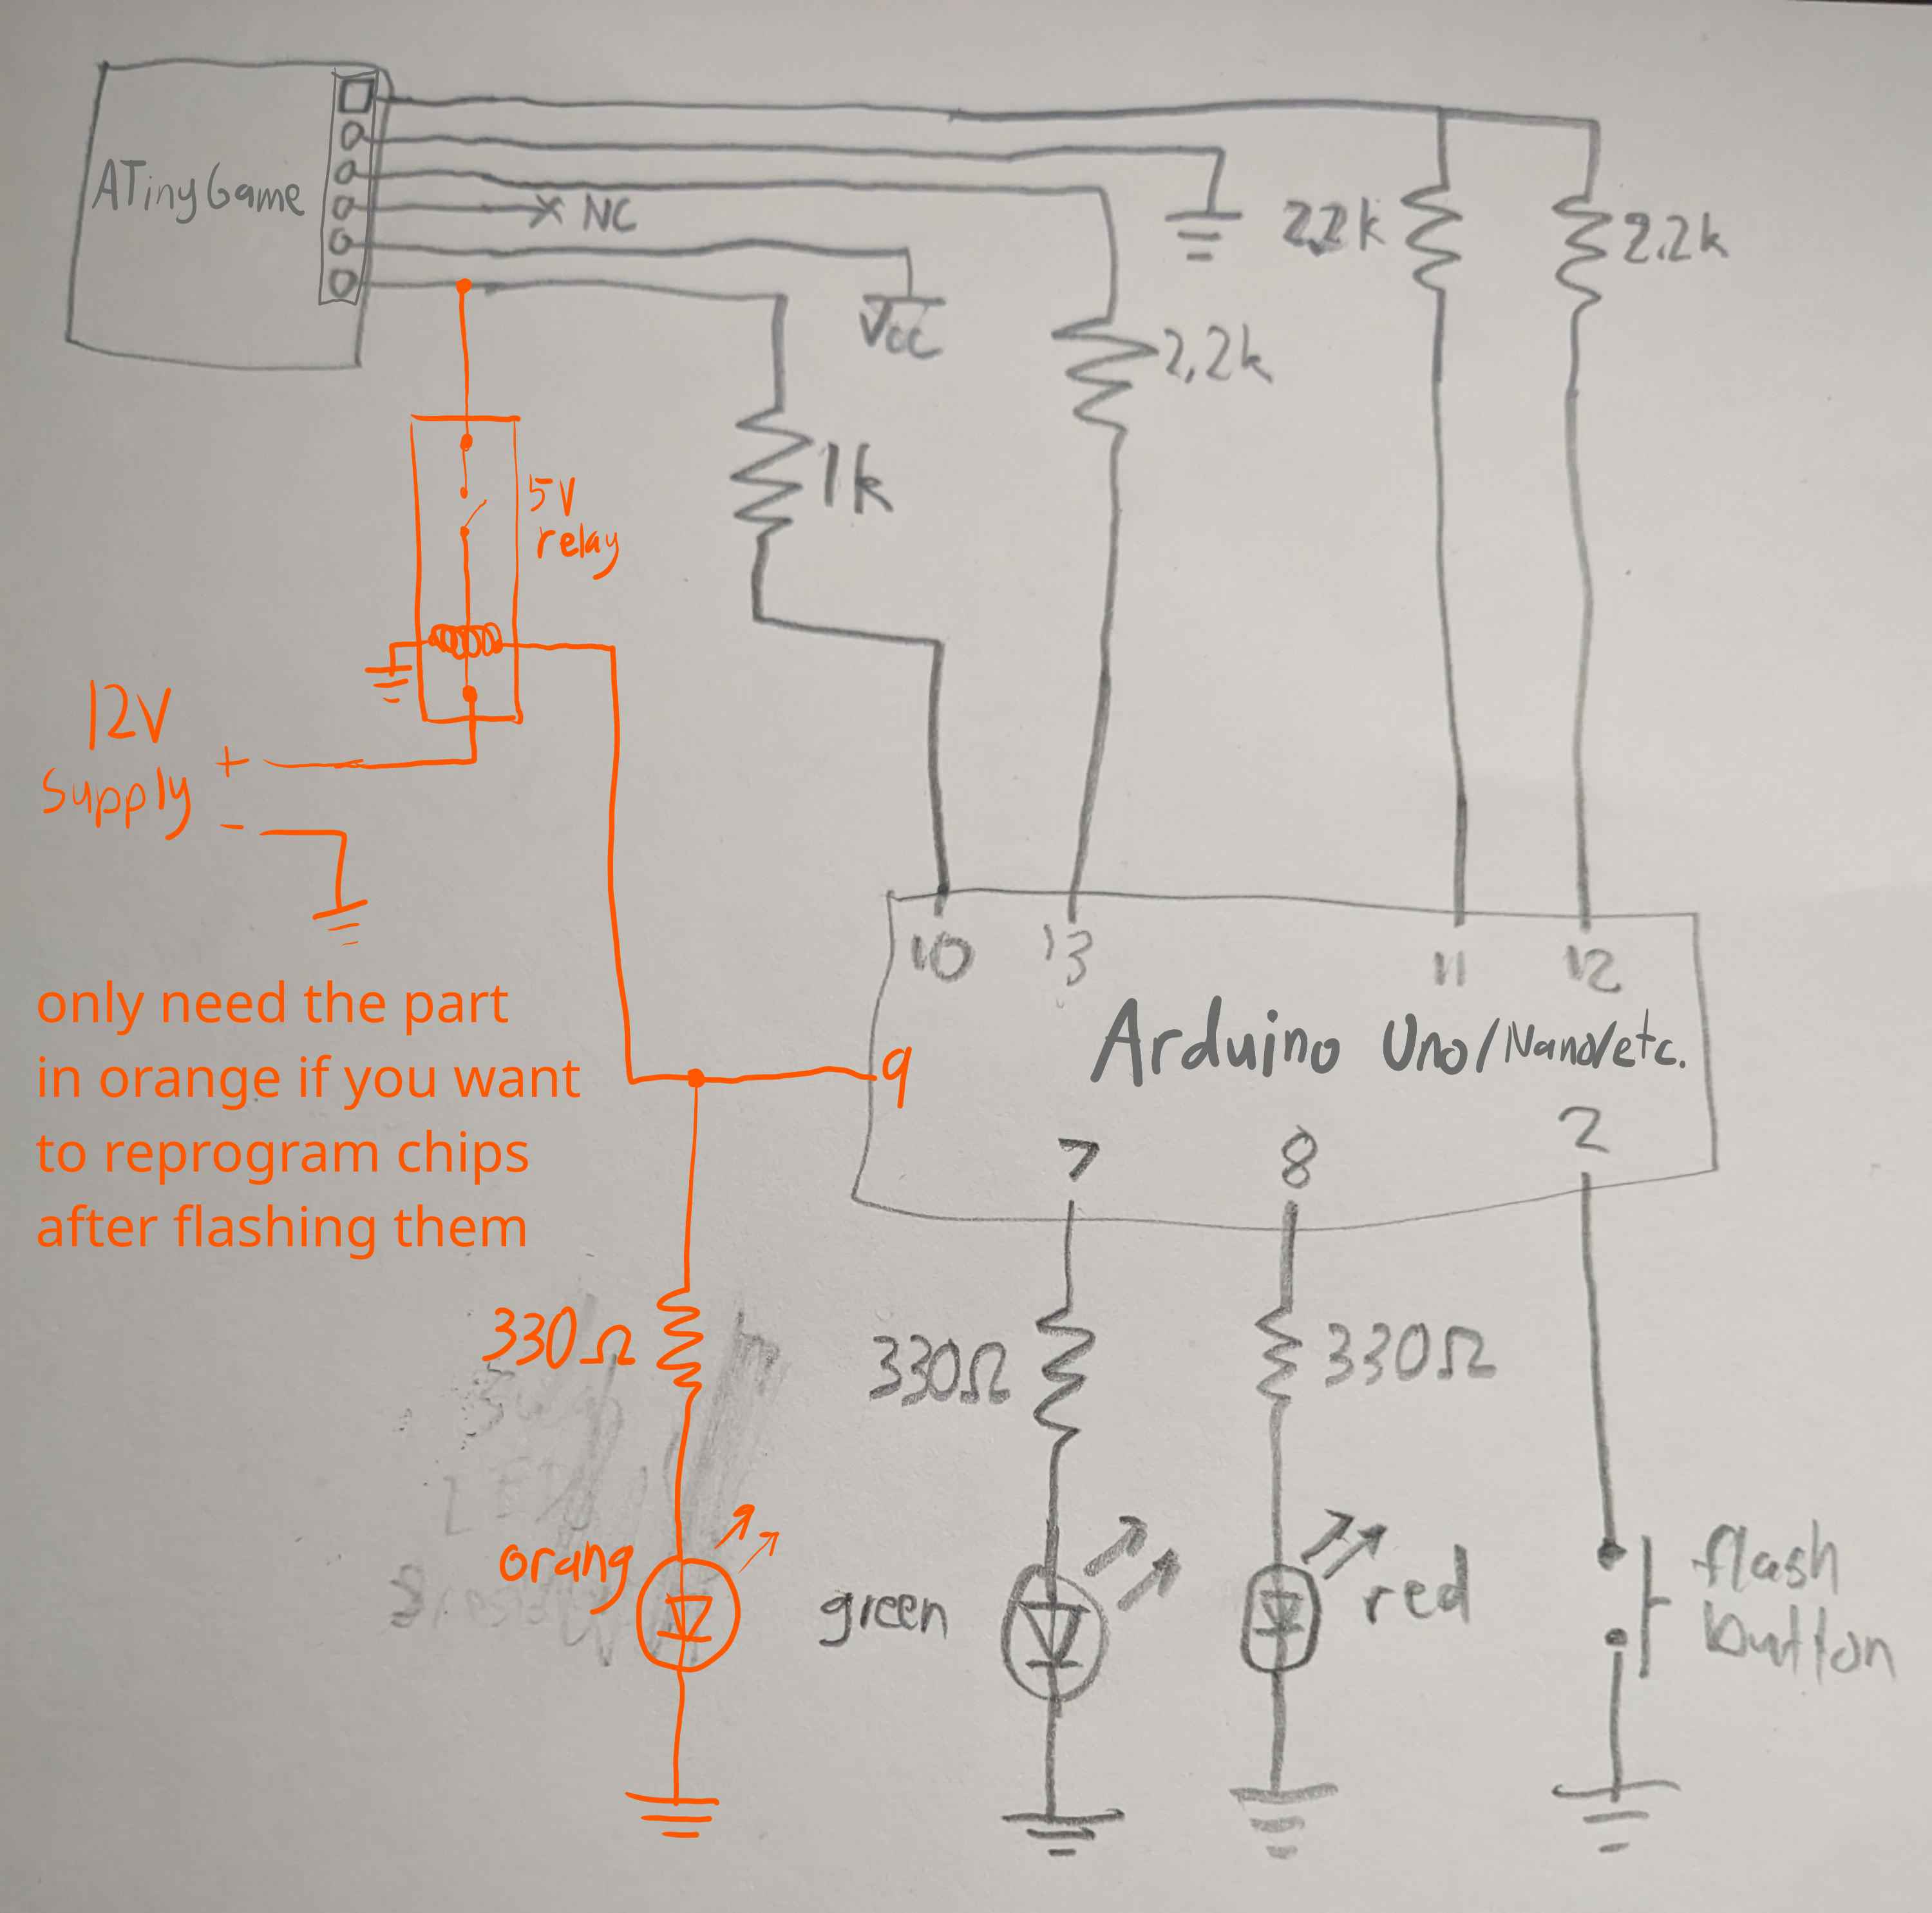 ATinyGame
NC
Vcc
2.2k
2.2k
2.2k
1k
5V
relay
12V
Supply
+
-
10
13
11
12
Arduino Uno/Nano/etc.
9
7
8
2
only need the part
in orange if you want
to reprogram chips
after flashing them
330Ω
330Ω
330Ω
orang
green
red
flash
button